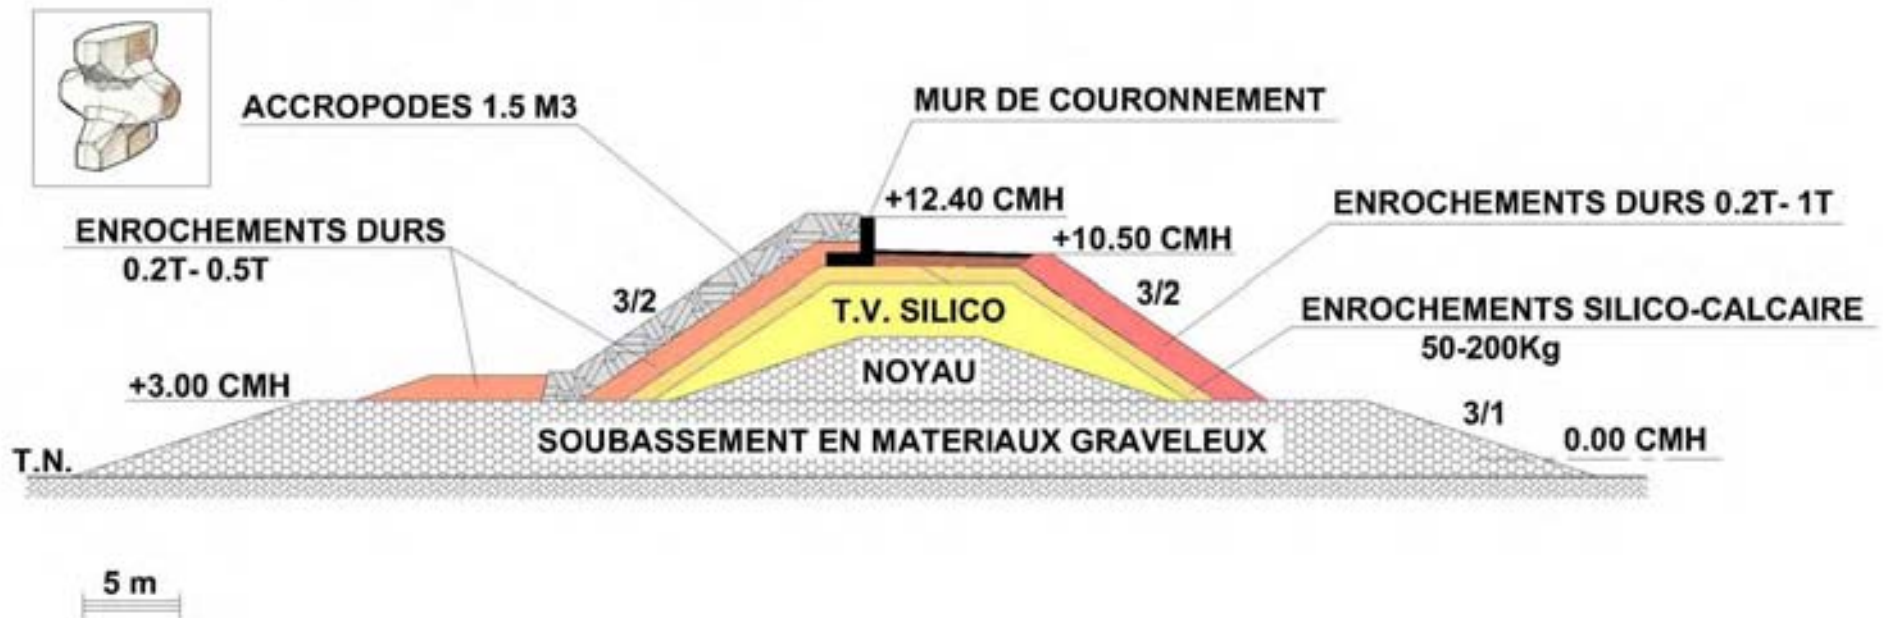 ACCROPODES 1.5 M3
MUR DE COURONNEMENT
+12.40 CMH
ENROCHEMENTS DURS 0.2T- 1T
ENROCHEMENTS DURS
0.2T- 0.5T
+10.50 CMH
3/2
3/2
T.V. SILICO
ENROCHEMENTS SILICO-CALCAIRE
50-200Kg
NOYAU
+3.00 CMH
3/1
SOUBASSEMENT EN MATERIAUX GRAVELEUX
0.00 CMH
T.N.
5 m